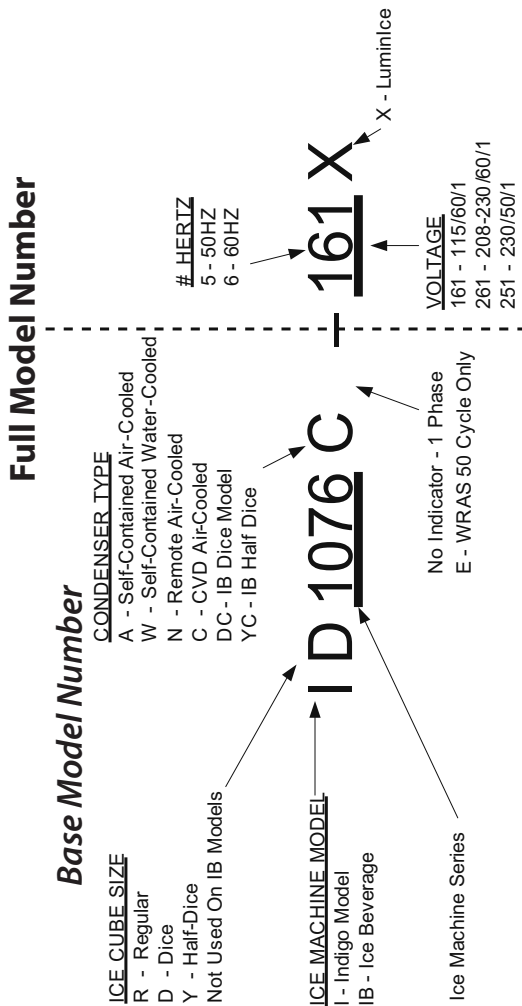 Full Model Number
Base Model Number
ICE CUBE SIZE
R - Regular
D - Dice
Y - Half-Dice
Not Used On IB Models
CONDENSER TYPE
A - Self-Contained Air-Cooled
W - Self-Contained Water-Cooled
N - Remote Air-Cooled
C - CVD Air-Cooled
DC - IB Dice Model
YC - IB Half Dice
# HERTZ
5 - 50HZ
6 - 60HZ
I D 1076 C – 161 X
ICE MACHINE MODEL
I - Indigo Model
IB - Ice Beverage
Ice Machine Series
No Indicator - 1 Phase
E - WRAS 50 Cycle Only
VOLTAGE
161 - 115/60/1
261 - 208-230/60/1
251 - 230/50/1
X - LuminIce